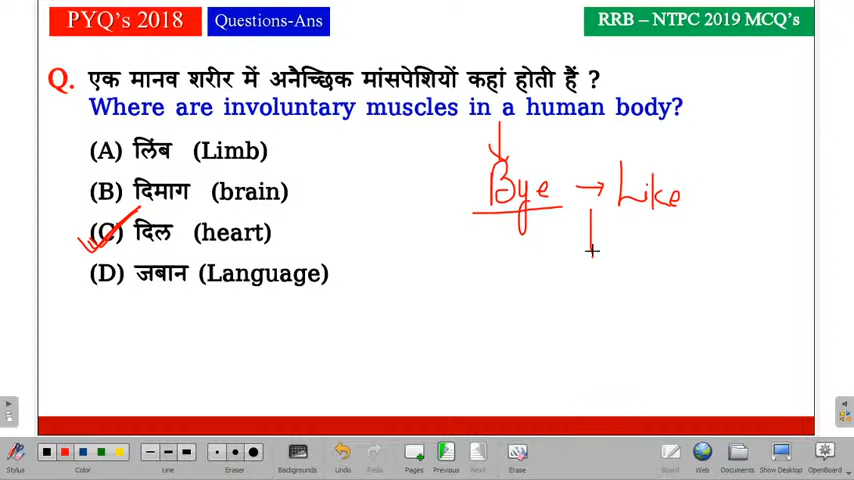 PYQ's 2018 Questions-Ans RRB – NTPC 2019 MCQ's
Q. एक मानव शरीर में अनैच्छिक मांसपेशियों कहां होती हैं ?
Where are involuntary muscles in a human body?
(A) लिंब (Limb)
(B) दिमाग (brain)
Bye → Like
(C) दिल (heart)
(D) जबान (Language)
Stylus Color Line Eraser Backgrounds Undo Redo Pages Previous Next Erase Board Web Documents Show Desktop OpenBoard